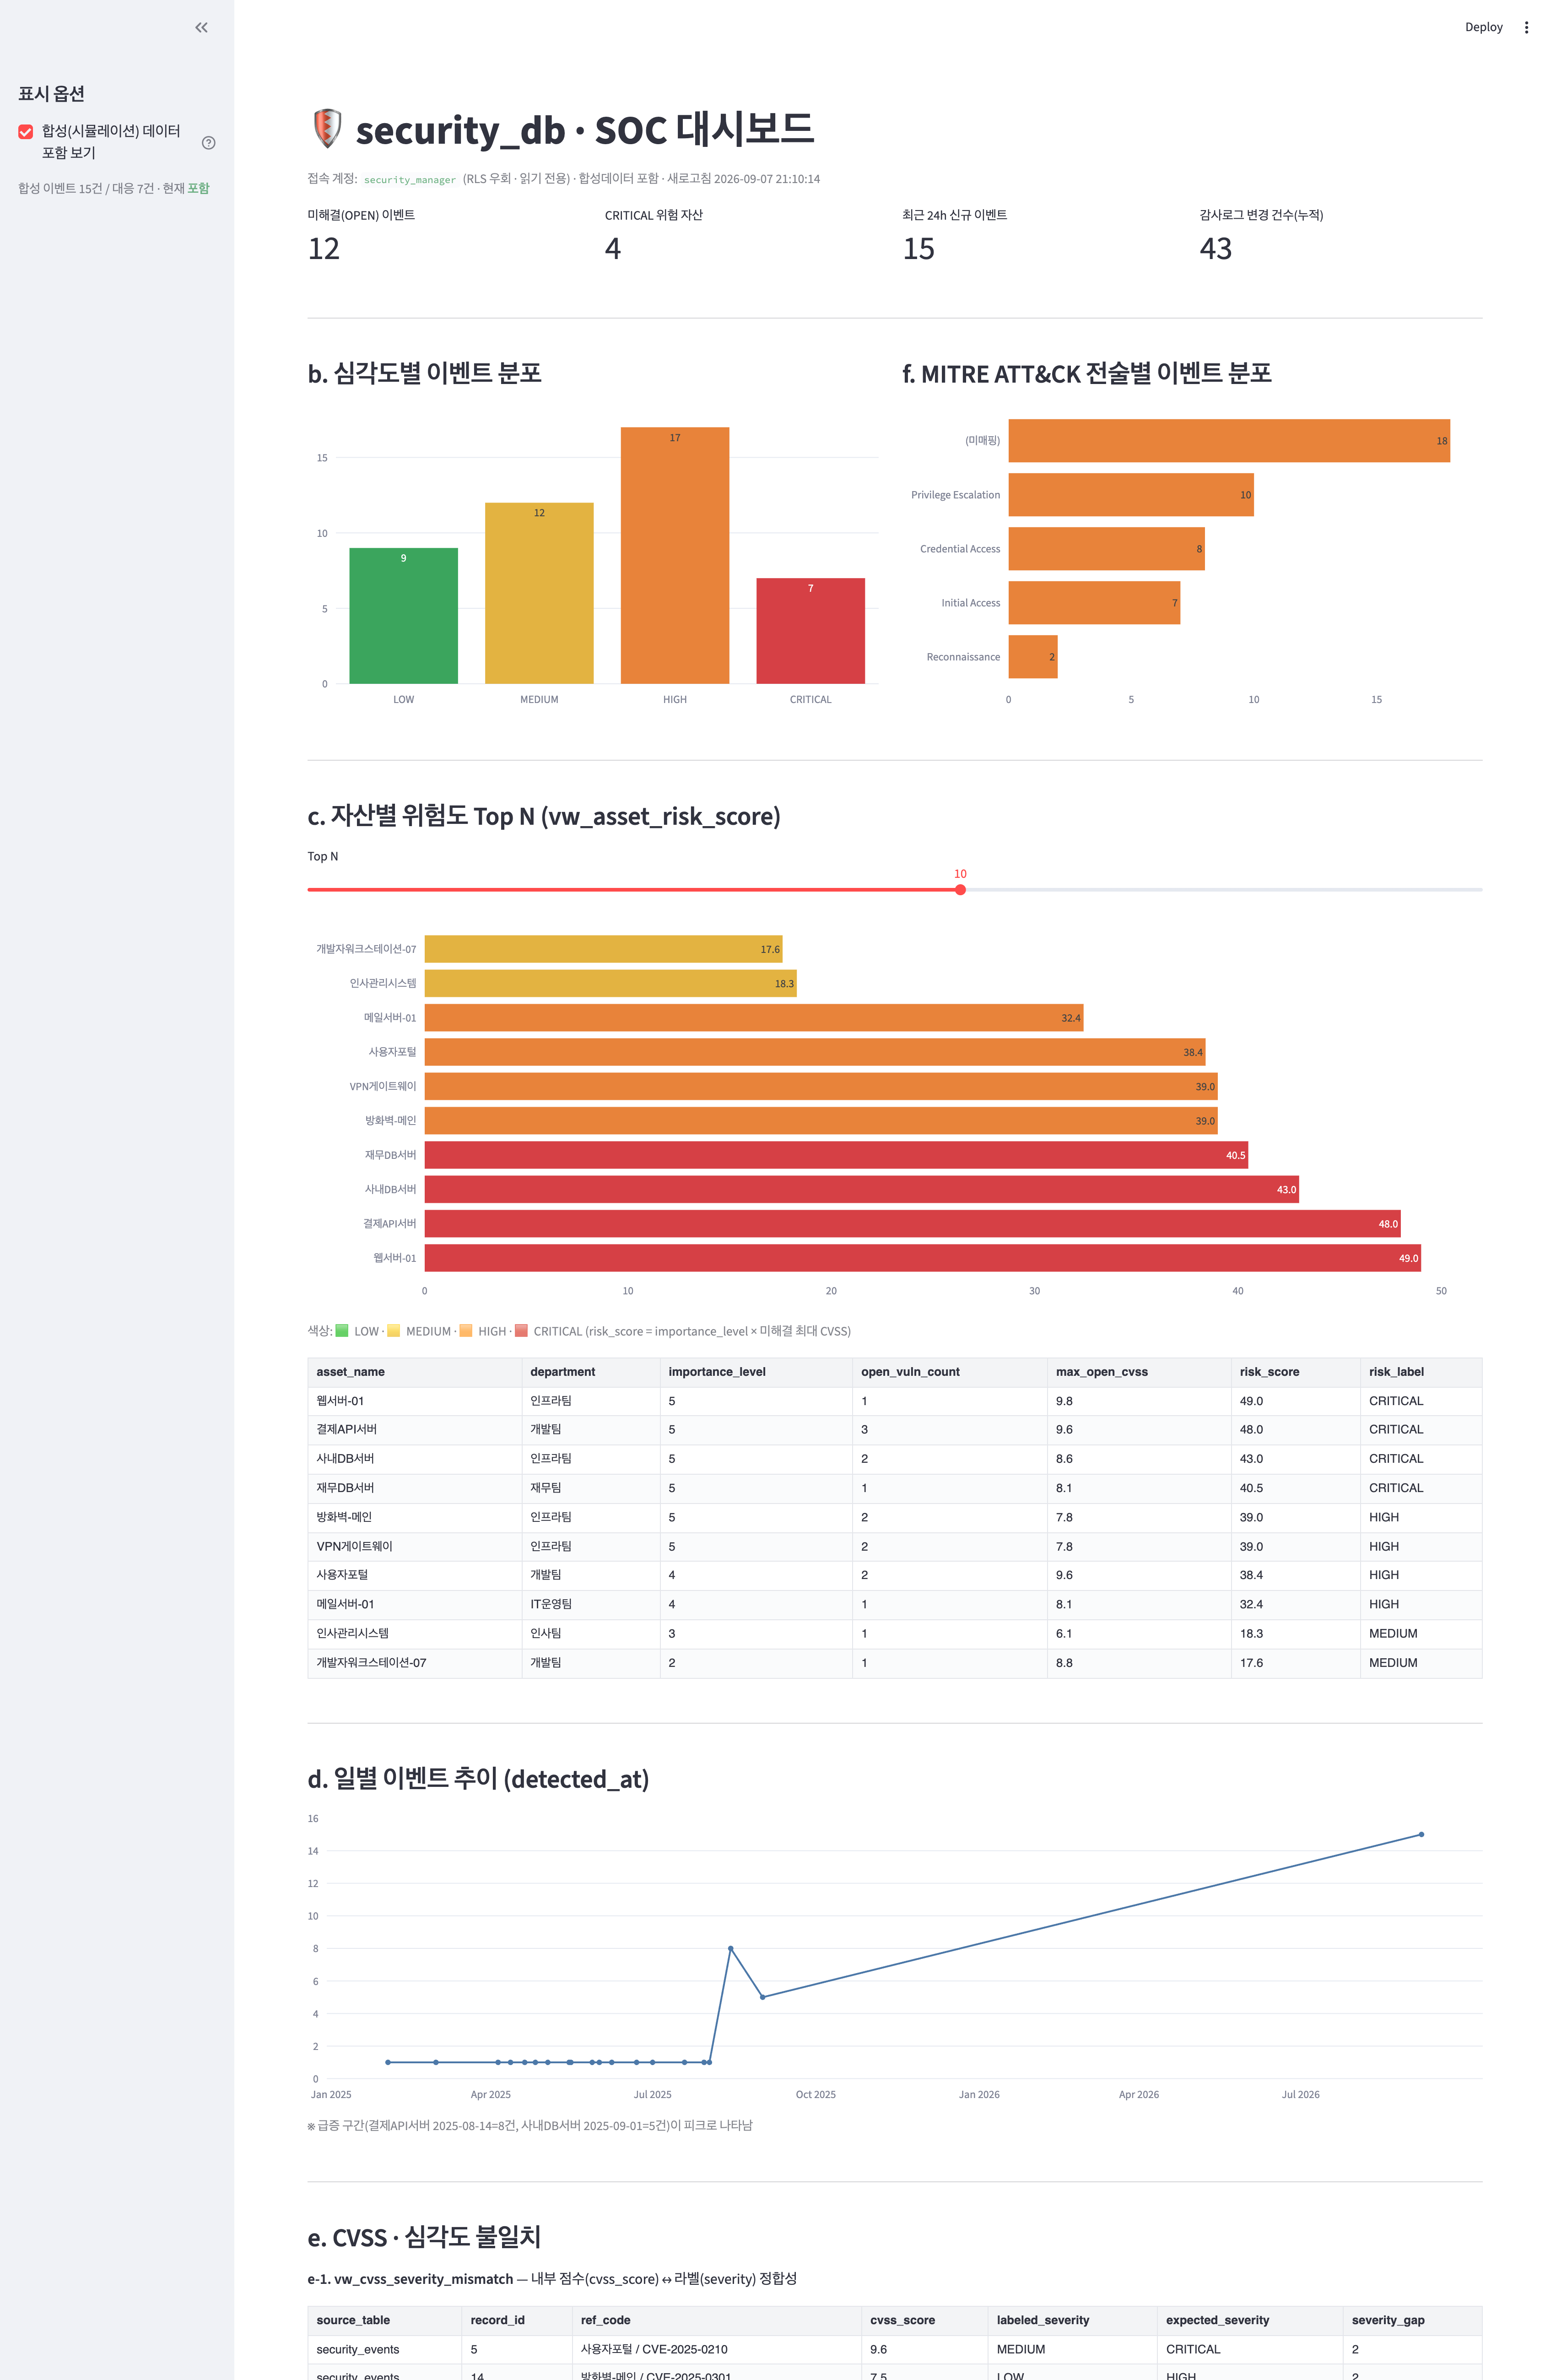 Deploy
표시 옵션
합성(시뮬레이션) 데이터
포함 보기
합성 이벤트 15건 / 대응 7건 · 현재 포함
security_db · SOC 대시보드
접속 계정: security_manager (RLS 우회 · 읽기 전용) · 합성데이터 포함 · 새로고침 2026-09-07 21:10:14
미해결(OPEN) 이벤트
12
CRITICAL 위험 자산
4
최근 24h 신규 이벤트
15
감사로그 변경 건수(누적)
43
b. 심각도별 이벤트 분포
15
10
5
0
9
12
17
7
LOW MEDIUM HIGH CRITICAL
f. MITRE ATT&CK 전술별 이벤트 분포
(미매핑) 18
Privilege Escalation 10
Credential Access 8
Initial Access 7
Reconnaissance 2
0 5 10 15
c. 자산별 위험도 Top N (vw_asset_risk_score)
Top N
10
개발자워크스테이션-07 17.6
인사관리시스템 18.3
메일서버-01 32.4
사용자포털 38.4
VPN게이트웨이 39.0
방화벽-메인 39.0
재무DB서버 40.5
사내DB서버 43.0
결제API서버 48.0
웹서버-01 49.0
0 10 20 30 40 50
색상: LOW · MEDIUM · HIGH · CRITICAL (risk_score = importance_level × 미해결 최대 CVSS)
asset_name department importance_level open_vuln_count max_open_cvss risk_score risk_label
웹서버-01 인프라팀 5 1 9.8 49.0 CRITICAL
결제API서버 개발팀 5 3 9.6 48.0 CRITICAL
사내DB서버 인프라팀 5 2 8.6 43.0 CRITICAL
재무DB서버 재무팀 5 1 8.1 40.5 CRITICAL
방화벽-메인 인프라팀 5 2 7.8 39.0 HIGH
VPN게이트웨이 인프라팀 5 2 7.8 39.0 HIGH
사용자포털 개발팀 4 2 9.6 38.4 HIGH
메일서버-01 IT운영팀 4 1 8.1 32.4 HIGH
인사관리시스템 인사팀 3 1 6.1 18.3 MEDIUM
개발자워크스테이션-07 개발팀 2 1 8.8 17.6 MEDIUM
d. 일별 이벤트 추이 (detected_at)
16
14
12
10
8
6
4
2
0
Jan 2025 Apr 2025 Jul 2025 Oct 2025 Jan 2026 Apr 2026 Jul 2026
※ 급증 구간(결제API서버 2025-08-14=8건, 사내DB서버 2025-09-01=5건)이 피크로 나타남
e. CVSS · 심각도 불일치
e-1. vw_cvss_severity_mismatch — 내부 점수(cvss_score) ↔ 라벨(severity) 정합성
source_table record_id ref_code cvss_score labeled_severity expected_severity severity_gap
security_events 5 사용자포털 / CVE-2025-0210 9.6 MEDIUM CRITICAL 2
security_events 14 방화벽-메인 / CVE-2025-0301 7.5 LOW HIGH 2